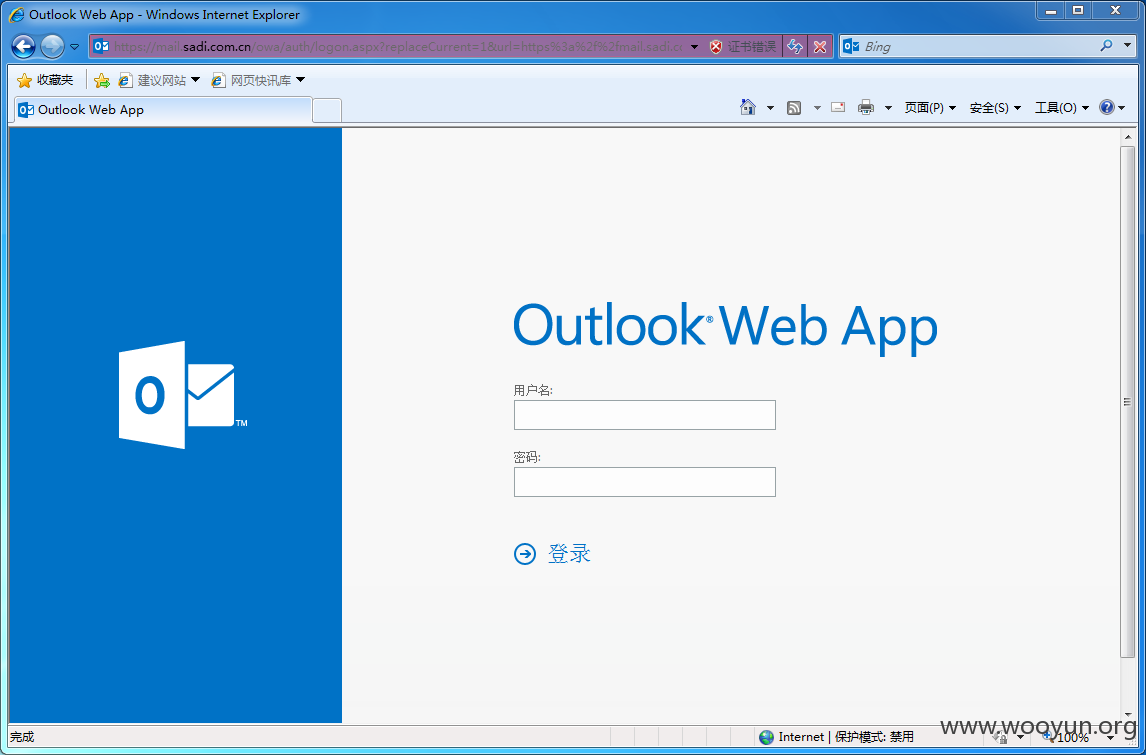 Outlook Web App - Windows Internet Explorer
https://mail.sadi.com.cn/owa/auth/logon.aspx?replaceCurrent=1&url=https%3a%2f%2fmail.sadi.c
证书错误
Bing
收藏夹
建议网站
网页快讯库
Outlook Web App
页面(P)
安全(S)
工具(O)
Outlook® Web App
用户名:
密码:
登录
O
TM
完成
Internet | 保护模式: 禁用
100%
www.wooyun.org